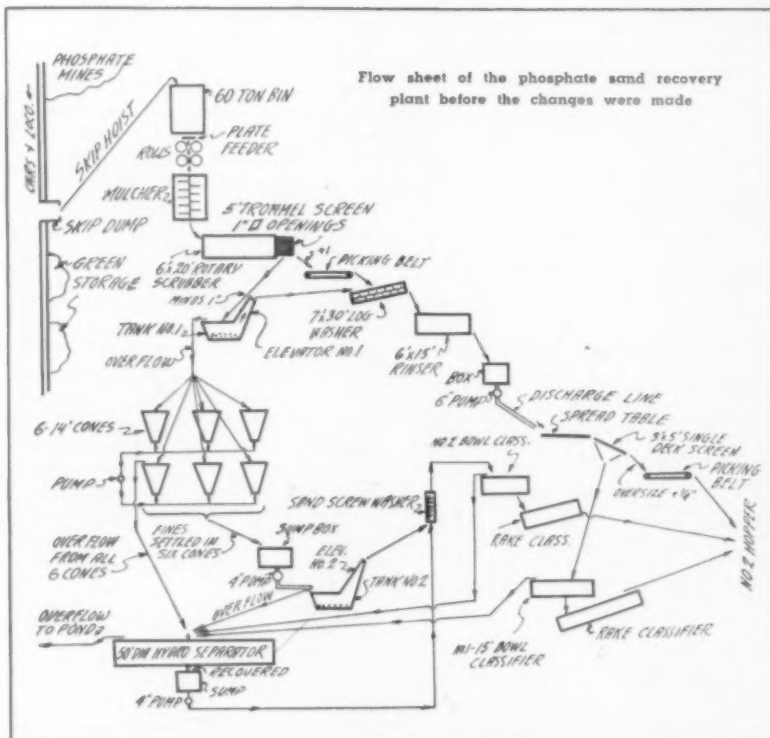 Flow sheet of the phosphate sand recovery
plant before the changes were made
PHOSPHATE
MINES
CARS & LOCO.
SKIP HOIST
60 TON BIN
PLATE
FEEDER
ROLLS
MULCHER
SKIP DUMP
5' TROMMEL SCREEN
1" □ OPENINGS
+1
PICKING BELT
GREEN
STORAGE
6'x20' ROTARY
SCRUBBER
MINUS 1"
7'x30' LOG
WASHER
TANK NO.1
ELEVATOR NO.1
OVERFLOW
6'x15'
RINSER
BOX
6" PUMP
DISCHARGE LINE
SPREAD TABLE
3'x5' SINGLE
DECK SCREEN
6-14' CONES
NO.2 BOWL CLASS.
PICKING
BELT
OVERSIZE +¼"
PUMPS
SAND SCREW WASHER
RAKE CLASS.
NO.2 HOPPER
OVERFLOW
FROM ALL
6 CONES
FINES
SETTLED IN
SIX CONES
SUMP BOX
ELEV.
NO.2
4" PUMP
TANK NO.2
OVERFLOW
RAKE CLASSIFIER
15' BOWL
CLASSIFIER
OVERFLOW
TO POND
50' DIA HYDRO SEPARATOR
RECOVERED
SUMP
4" PUMP